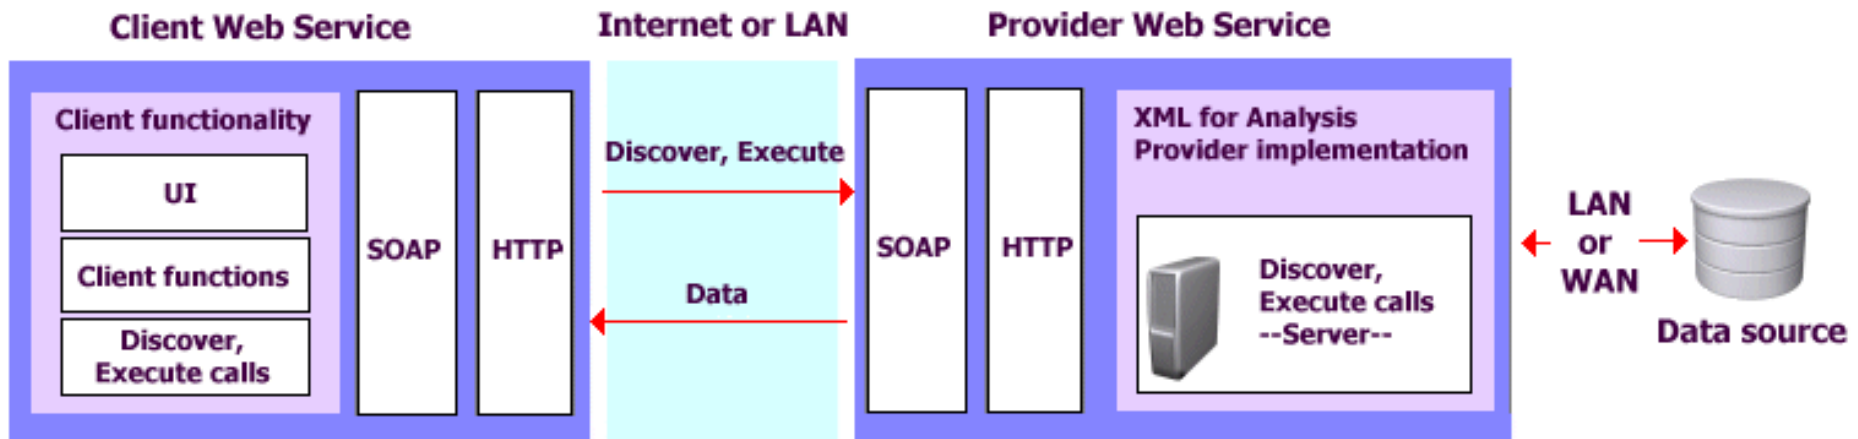 Client Web Service
Internet or LAN
Provider Web Service
Client functionality
UI
Client functions
Discover,
Execute calls
SOAP
HTTP
Discover, Execute
Data
SOAP
HTTP
XML for Analysis
Provider implementation
Discover,
Execute calls
--Server--
LAN
or
WAN
Data source